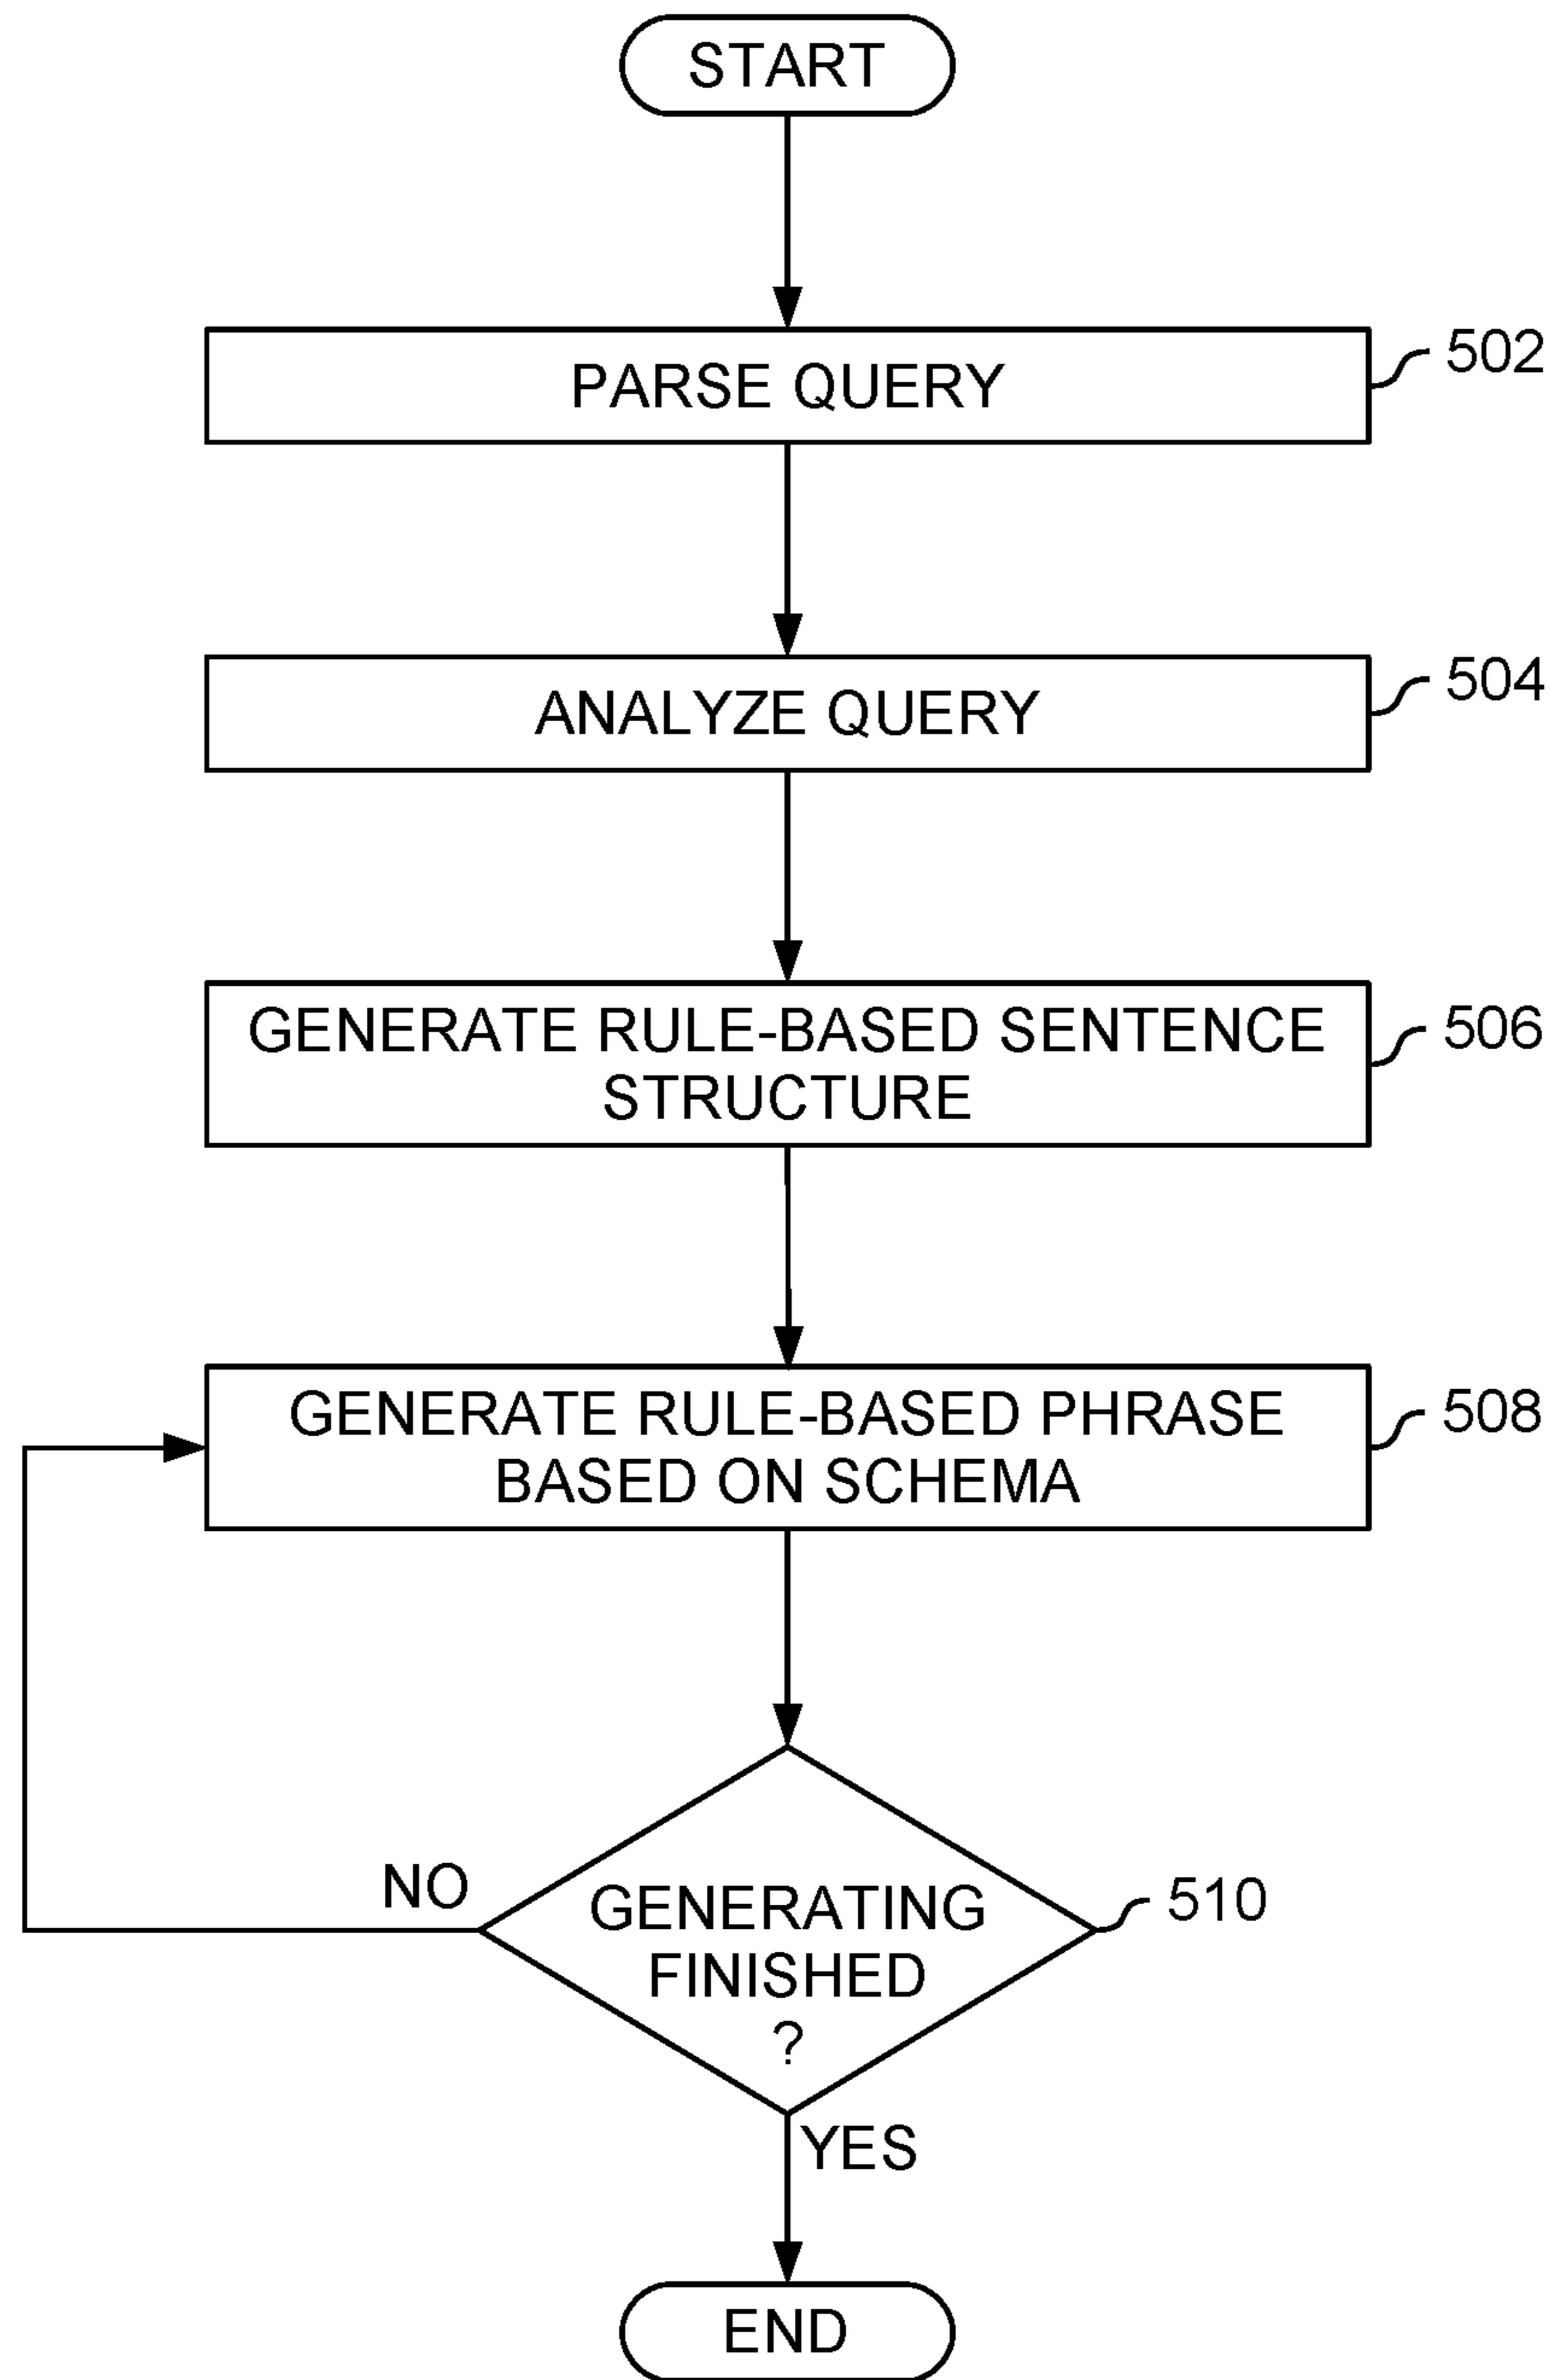 START
PARSE QUERY
502
ANALYZE QUERY
504
GENERATE RULE-BASED SENTENCE
STRUCTURE
506
GENERATE RULE-BASED PHRASE
BASED ON SCHEMA
508
NO
GENERATING
FINISHED
?
510
YES
END